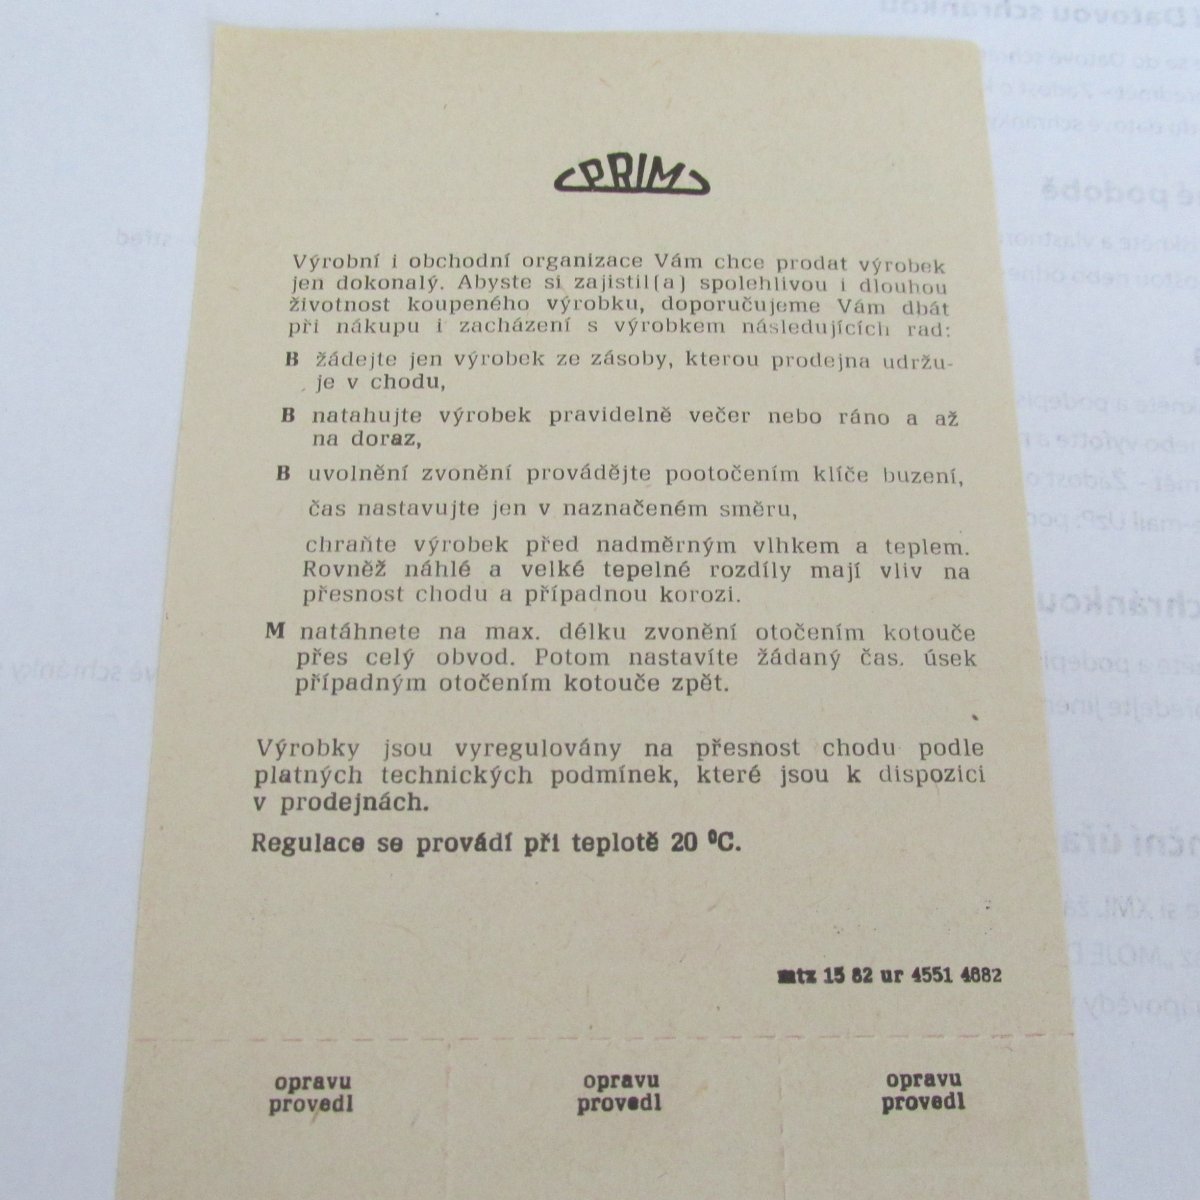 PRIM
Výrobní i obchodní organizace Vám chce prodat výrobek
jen dokonalý. Abyste si zajistil(a) spolehlivou i dlouhou
životnost koupeného výrobku, doporučujeme Vám dbát
při nákupu i zacházení s výrobkem následujících rad:
B žádejte jen výrobek ze zásoby, kterou prodejna udržu-
je v chodu,
B natahujte výrobek pravidelně večer nebo ráno a až
na doraz,
B uvolnění zvonění provádějte pootočením klíče buzení,
čas nastavujte jen v naznačeném směru,
chraňte výrobek před nadměrným vlhkem a teplem.
Rovněž náhlé a velké tepelné rozdíly mají vliv na
přesnost chodu a případnou korozi.
M natáhnete na max. délku zvonění otočením kotouče
přes celý obvod. Potom nastavíte žádaný čas. úsek
případným otočením kotouče zpět.
Výrobky jsou vyregulovány na přesnost chodu podle
platných technických podmínek, které jsou k dispozici
v prodejnách.
Regulace se provádí při teplotě 20 °C.
mtz 15 82 ur 4551 4882
opravu opravu opravu
provedl provedl provedl